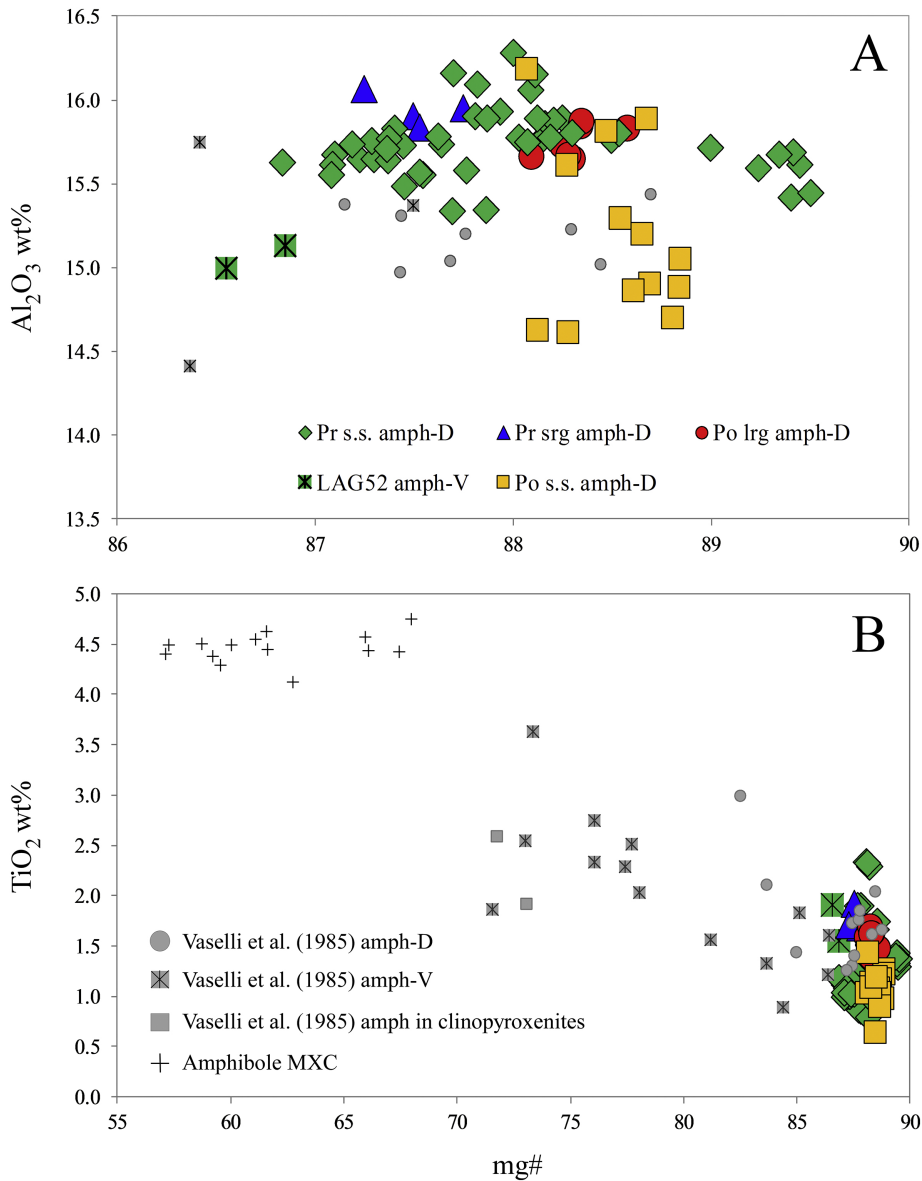 A
16.5
16.0
15.5
15.0
14.5
14.0
13.5
Al₂O₃ wt%
Pr s.s. amph-D
Pr srg amph-D
Po lrg amph-D
LAG52 amph-V
Po s.s. amph-D
86 87 88 89 90
B
5.0
4.5
4.0
3.5
3.0
2.5
2.0
1.5
1.0
0.5
0.0
TiO₂ wt%
Vaselli et al. (1985) amph-D
Vaselli et al. (1985) amph-V
Vaselli et al. (1985) amph in clinopyroxenites
Amphibole MXC
55 60 65 70 75 80 85 90
mg#